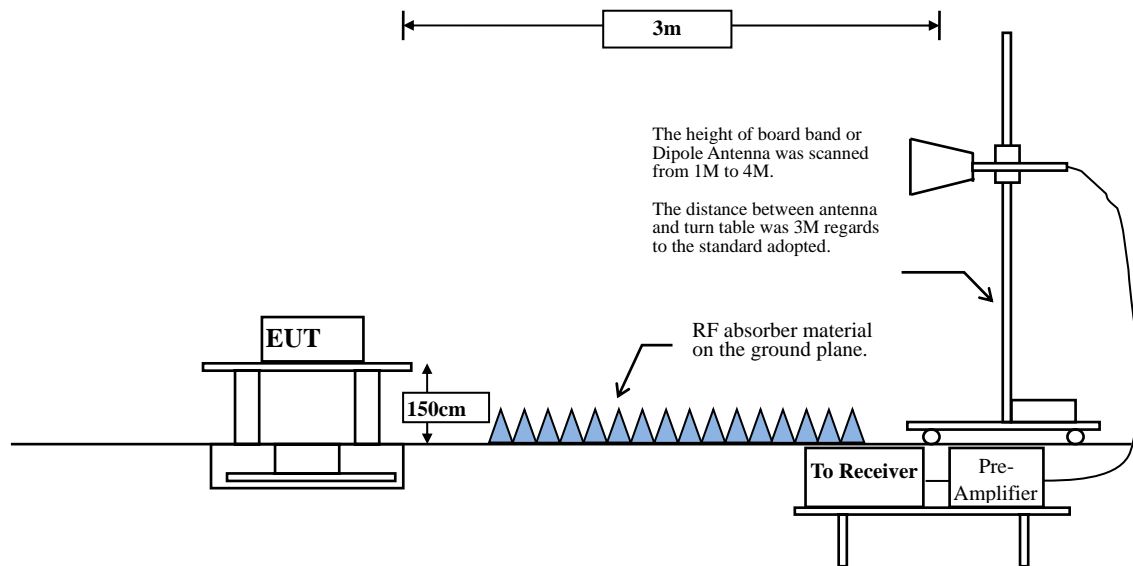 3m
The height of board band or
Dipole Antenna was scanned
from 1M to 4M.
The distance between antenna
and turn table was 3M regards
to the standard adopted.
EUT
RF absorber material
on the ground plane.
150cm
To Receiver
Pre-
Amplifier